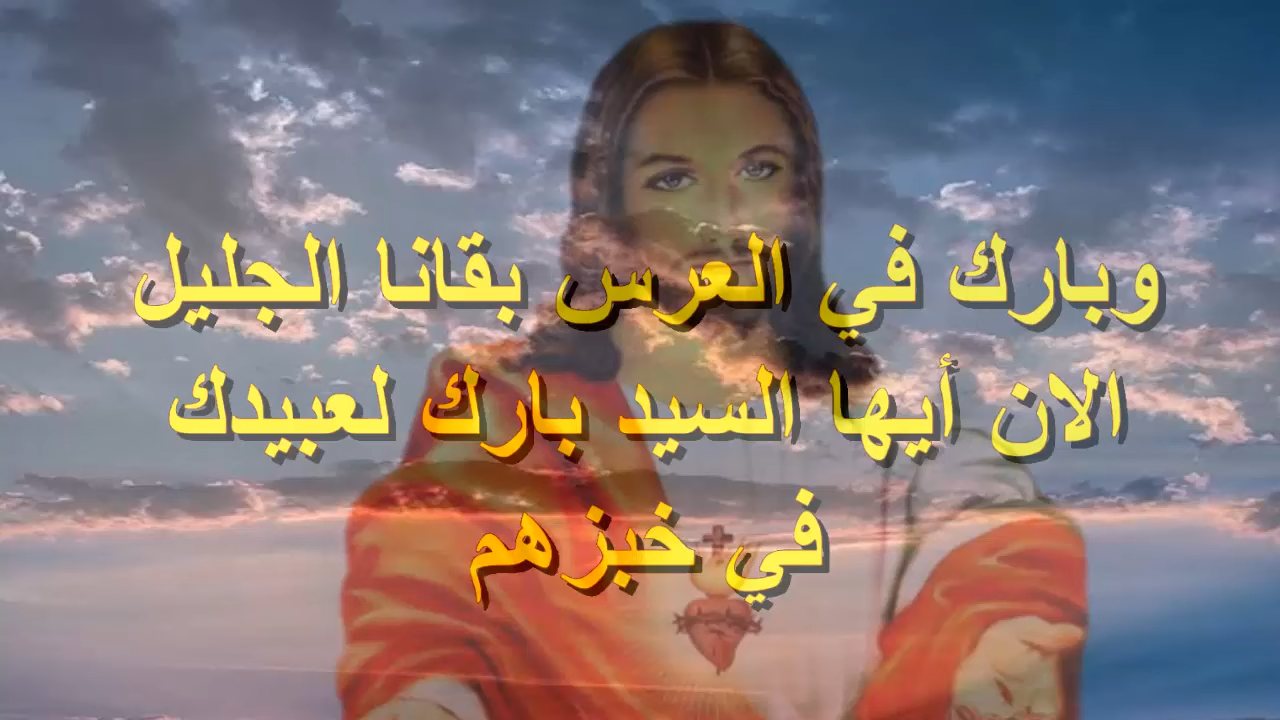 وبارك في العرس بقانا الجليل
الان أيها السيد بارك لعبيدك
في خبزهم